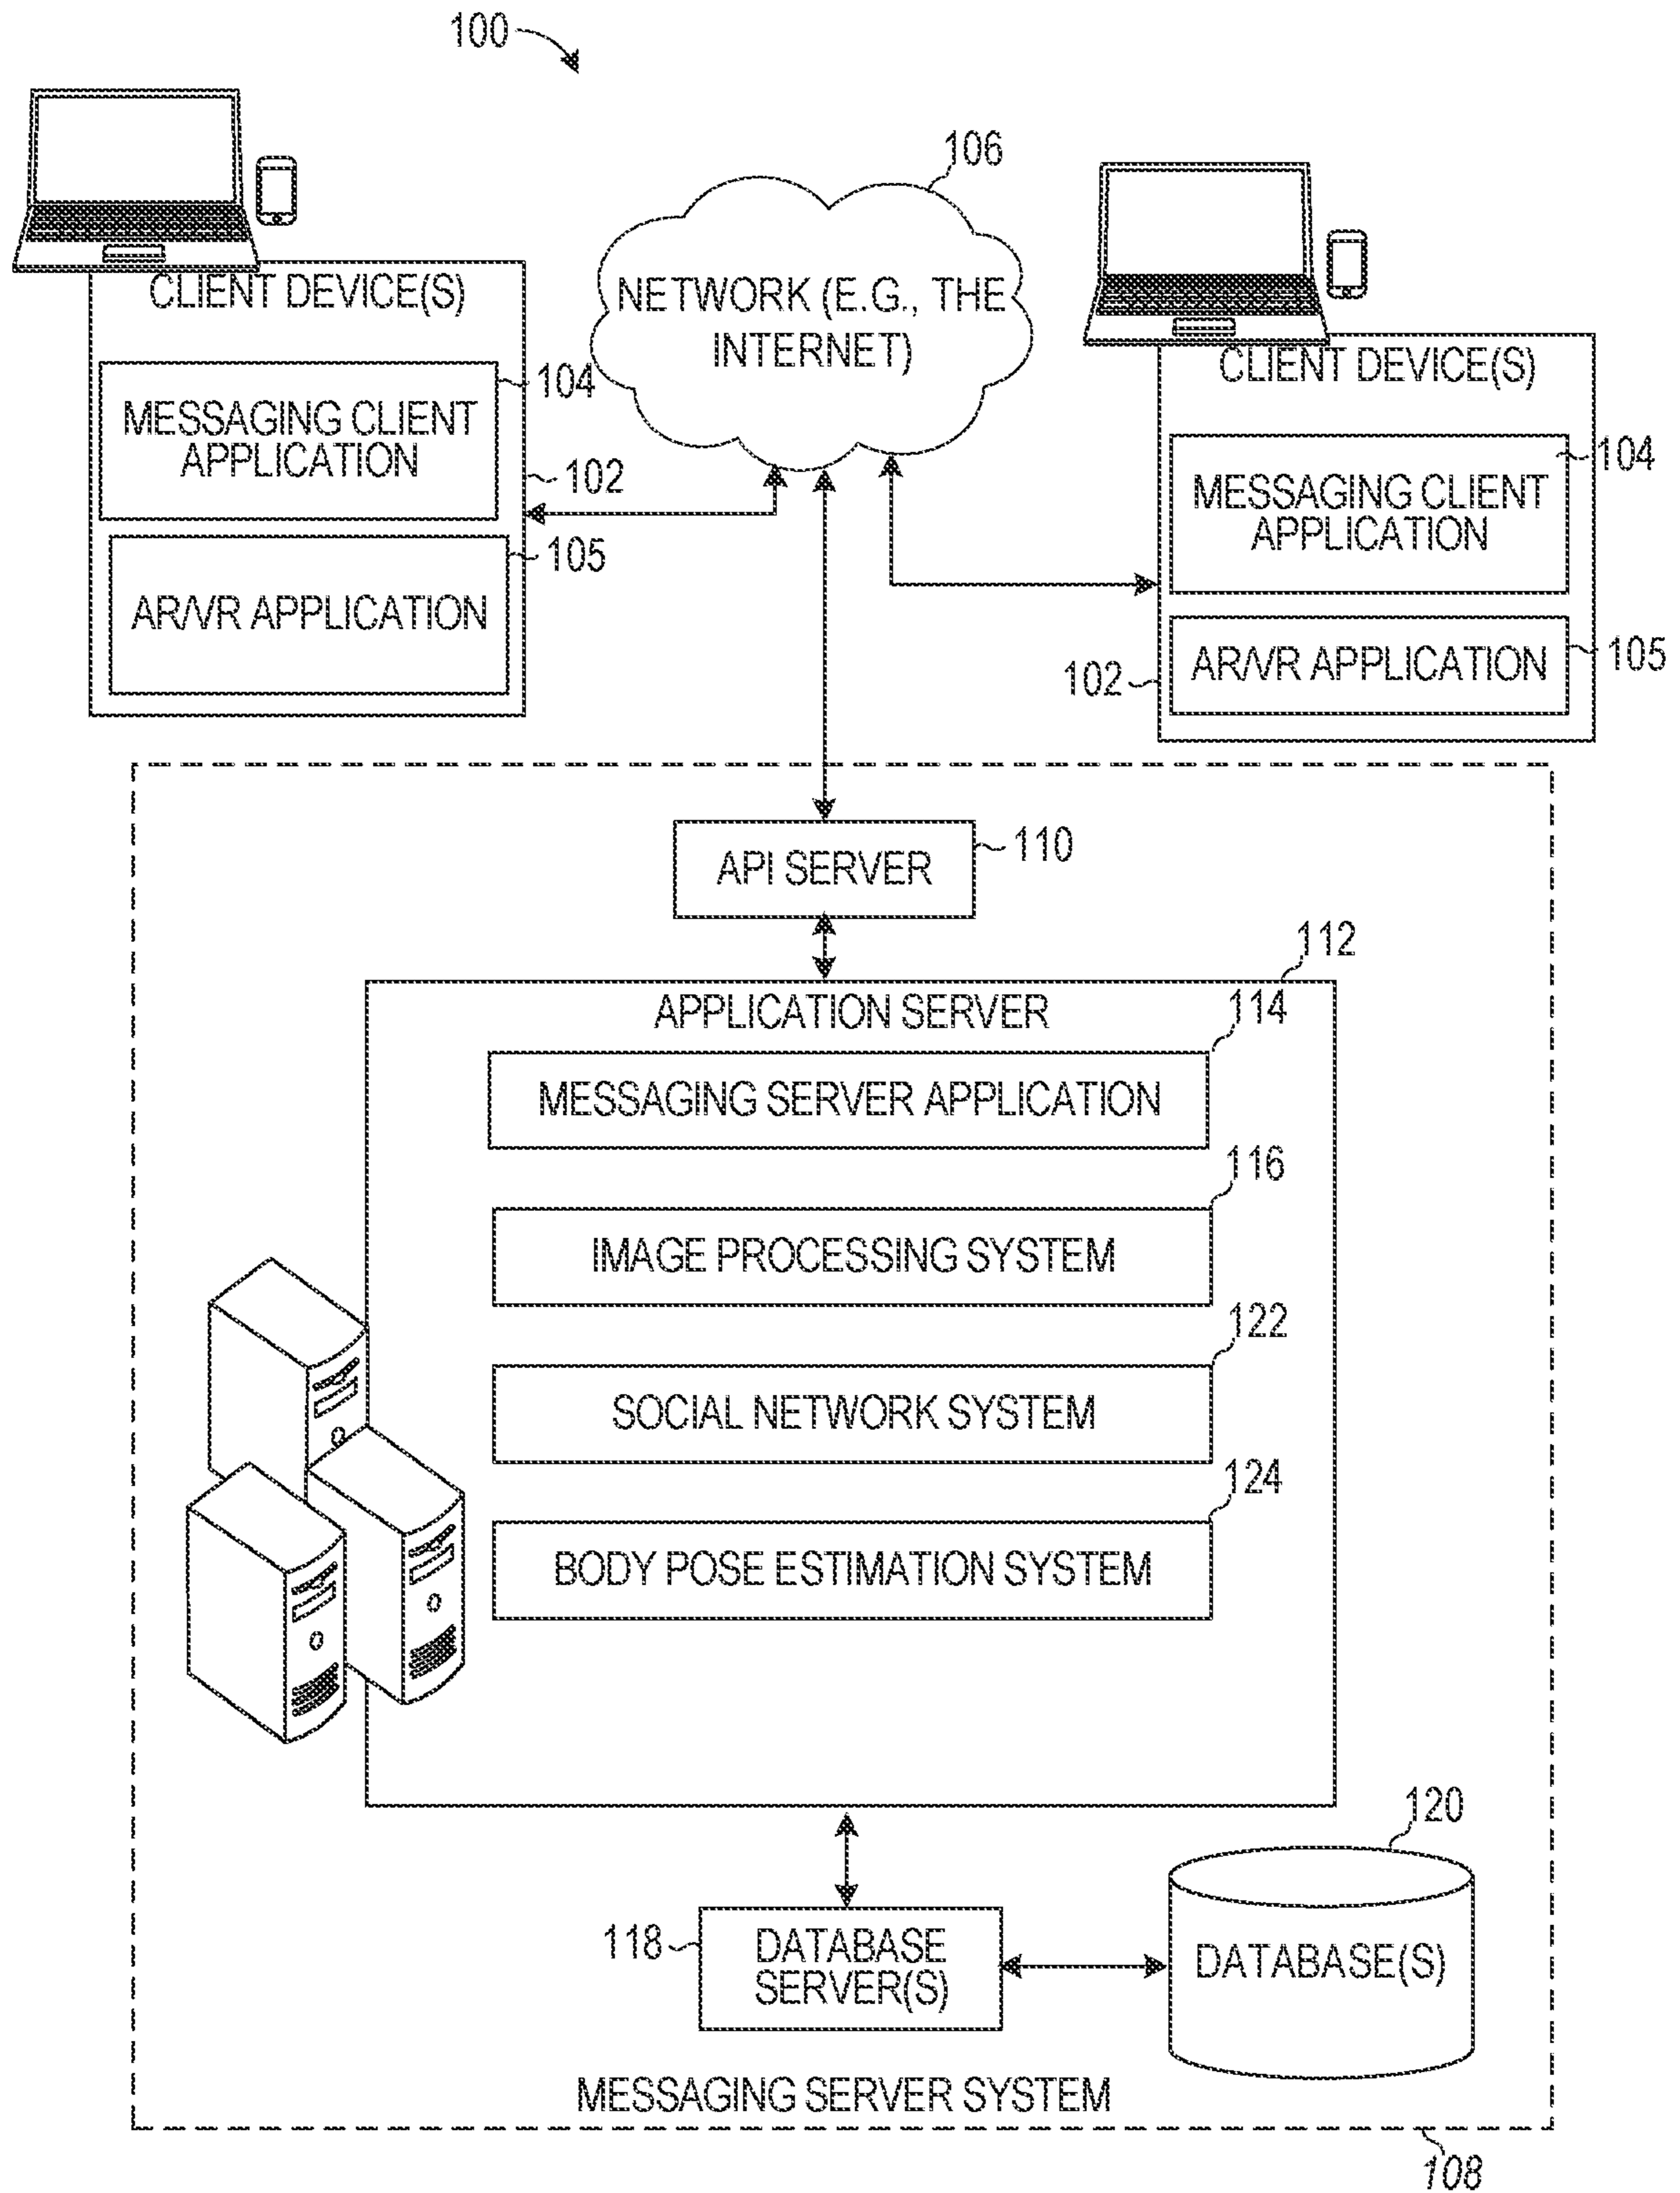 100
106
NETWORK (E.G., THE
INTERNET)
CLIENT DEVICE(S)
104
MESSAGING CLIENT
APPLICATION
102
105
AR/VR APPLICATION
CLIENT DEVICE(S)
104
MESSAGING CLIENT
APPLICATION
105
AR/VR APPLICATION
102
API SERVER
110
112
APPLICATION SERVER
114
MESSAGING SERVER APPLICATION
116
IMAGE PROCESSING SYSTEM
122
SOCIAL NETWORK SYSTEM
124
BODY POSE ESTIMATION SYSTEM
118
DATABASE
SERVER(S)
120
DATABASE(S)
MESSAGING SERVER SYSTEM
108